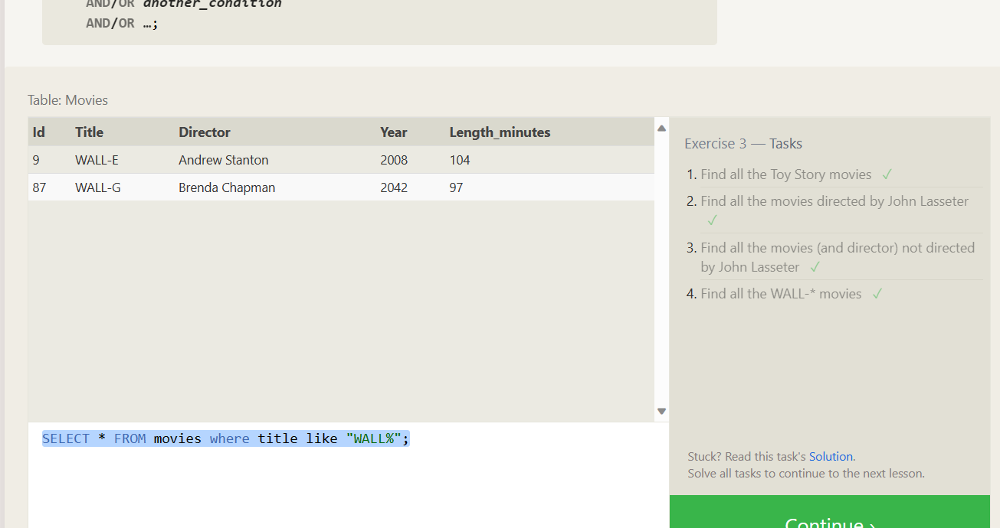 AND/OR another_condition
AND/OR …;
Table: Movies
Id Title Director Year Length_minutes
9 WALL-E Andrew Stanton 2008 104
87 WALL-G Brenda Chapman 2042 97
SELECT * FROM movies where title like "WALL%";
Exercise 3 — Tasks
1. Find all the Toy Story movies ✓
2. Find all the movies directed by John Lasseter
✓
3. Find all the movies (and director) not directed
by John Lasseter ✓
4. Find all the WALL-* movies ✓
Stuck? Read this task's Solution.
Solve all tasks to continue to the next lesson.
Continue ›